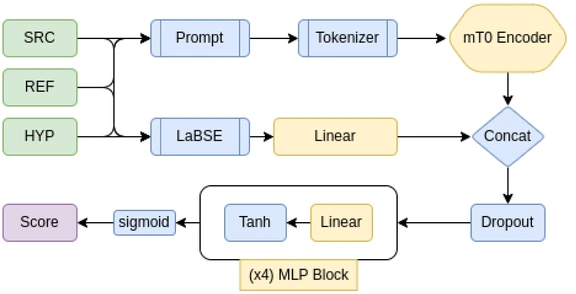 SRC
Prompt
Tokenizer
mT0 Encoder
REF
HYP
LaBSE
Linear
Concat
Score
sigmoid
Tanh
Linear
Dropout
(x4) MLP Block